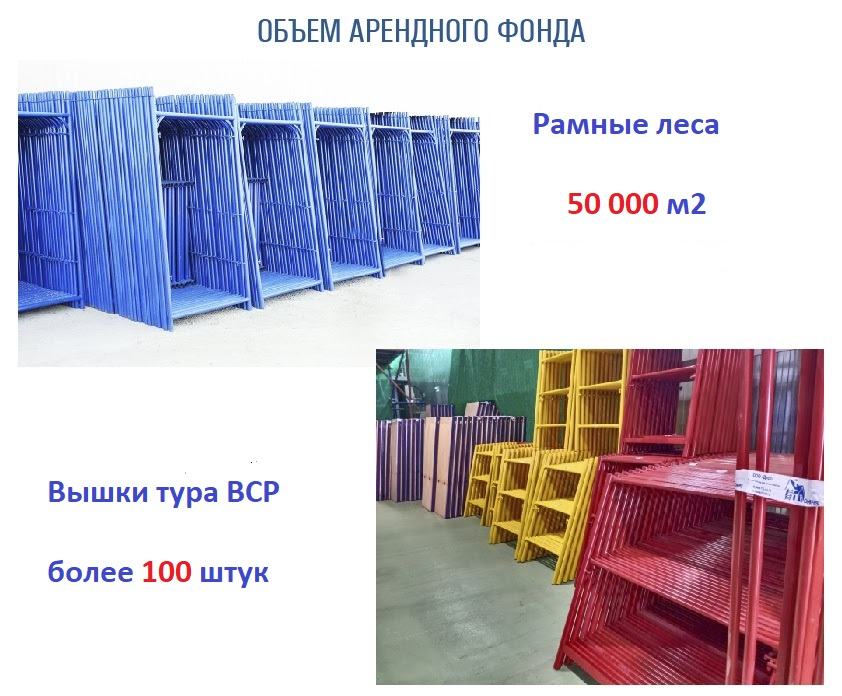 ОБЪЕМ АРЕНДНОГО ФОНДА
Рамные леса
50 000 м2
Вышки тура ВСР
более 100 штук